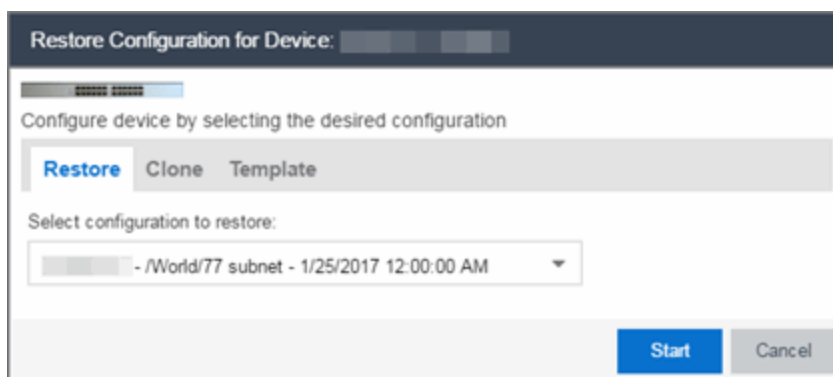 Restore Configuration for Device:
Configure device by selecting the desired configuration
Restore Clone Template
Select configuration to restore:
- /World/77 subnet - 1/25/2017 12:00:00 AM
Start Cancel